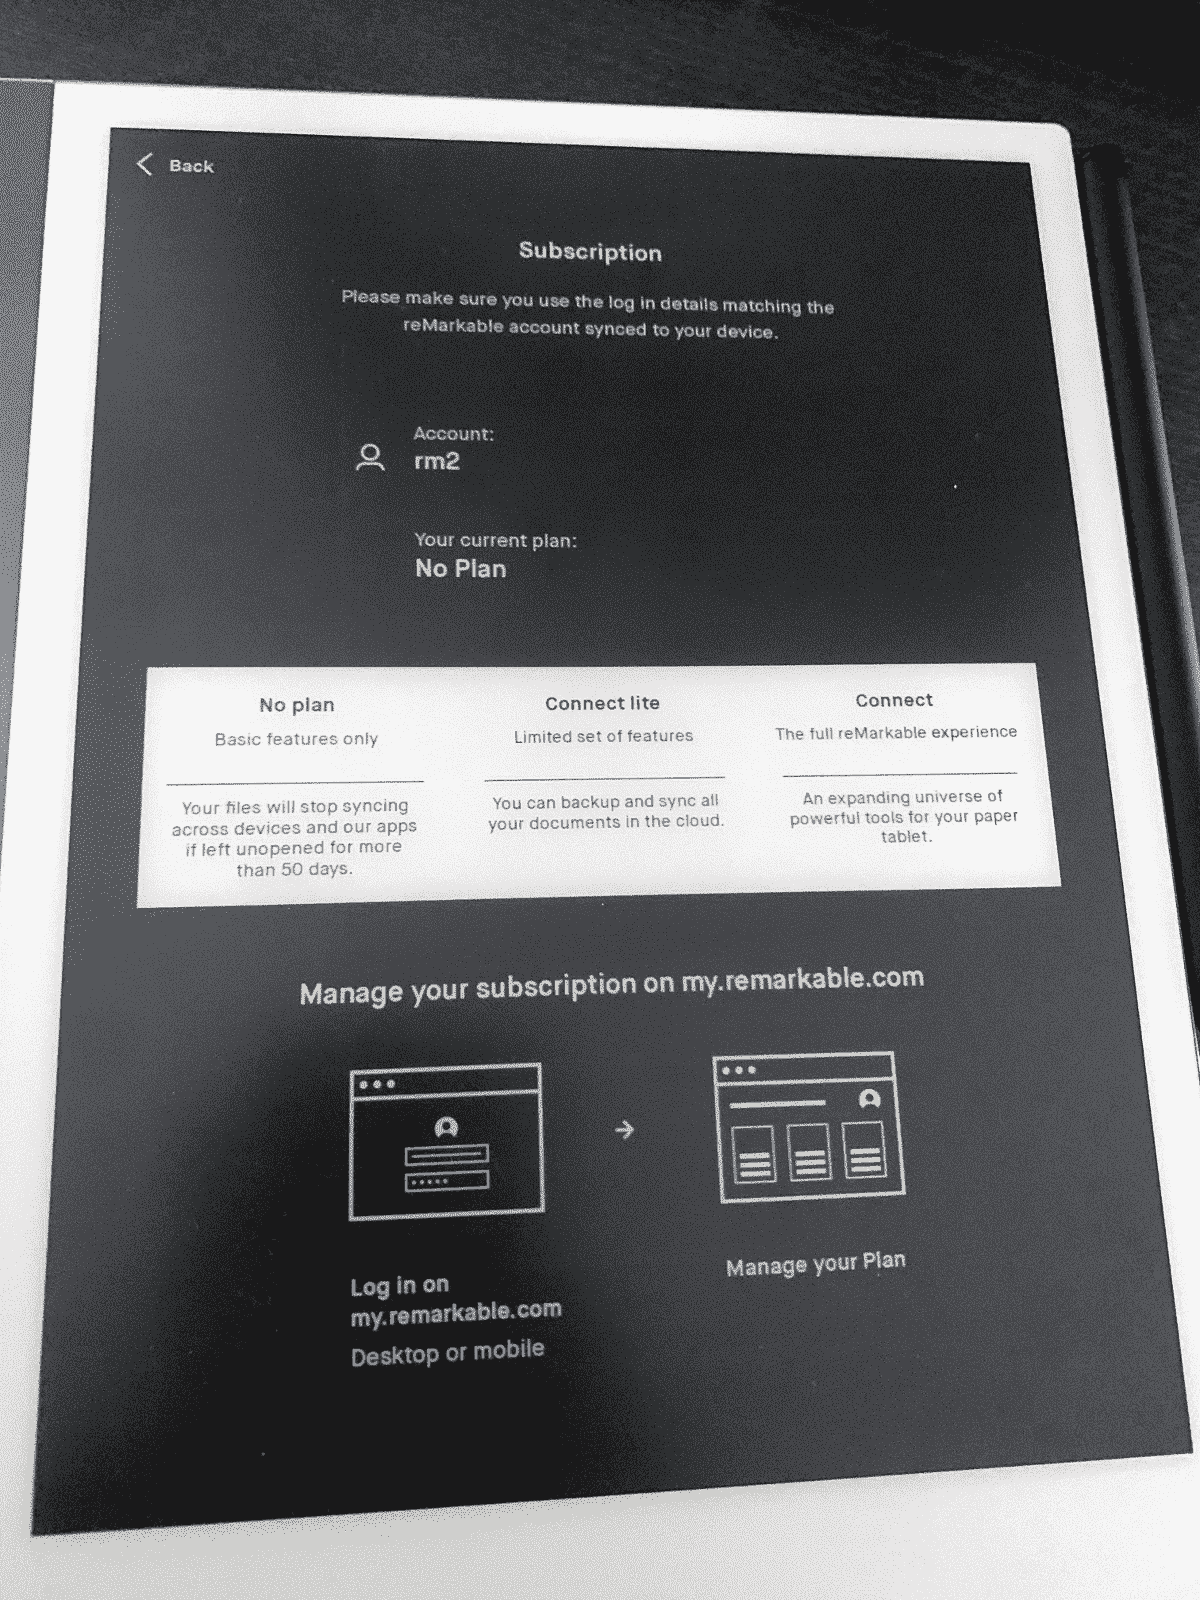 Back
Subscription
Please make sure you use the log in details matching the
reMarkable account synced to your device.
Account:
rm2
Your current plan:
No Plan
No plan
Basic features only
Your files will stop syncing
across devices and our apps
if left unopened for more
than 50 days.
Connect lite
Limited set of features
You can backup and sync all
your documents in the cloud.
Connect
The full reMarkable experience
An expanding universe of
powerful tools for your paper
tablet.
Manage your subscription on my.remarkable.com
Log in on
my.remarkable.com
Desktop or mobile
Manage your Plan